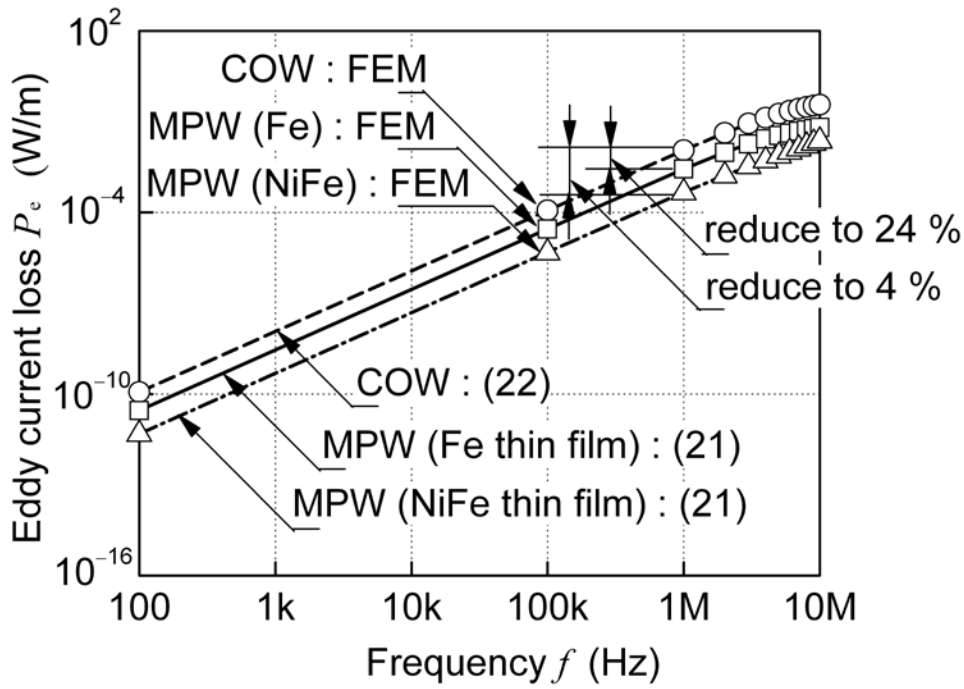 10²
COW : FEM
MPW (Fe) : FEM
MPW (NiFe) : FEM
10⁻⁴
reduce to 24 %
reduce to 4 %
10⁻¹⁰
COW : (22)
MPW (Fe thin film) : (21)
MPW (NiFe thin film) : (21)
10⁻¹⁶
Eddy current loss Pₑ (W/m)
100 1k 10k 100k 1M 10M
Frequency f (Hz)